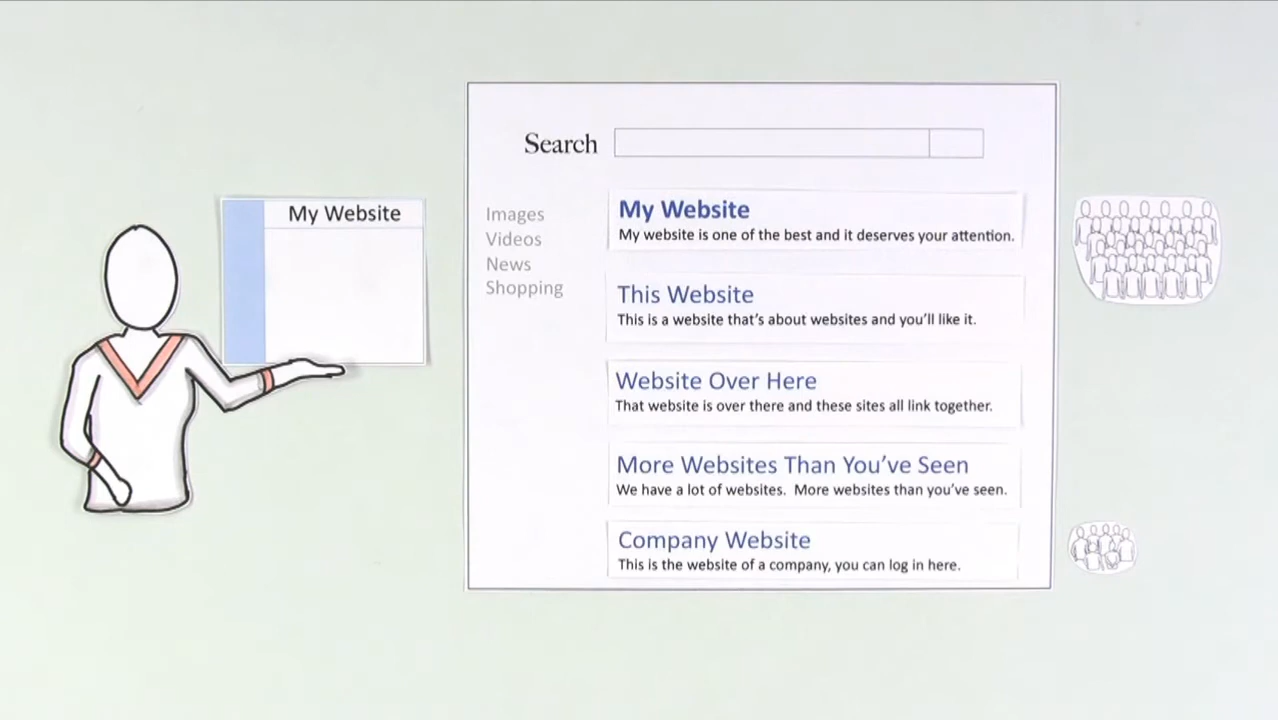 My Website
Search
Images
Videos
News
Shopping
My Website
My website is one of the best and it deserves your attention.
This Website
This is a website that's about websites and you'll like it.
Website Over Here
That website is over there and these sites all link together.
More Websites Than You've Seen
We have a lot of websites.  More websites than you've seen.
Company Website
This is the website of a company, you can log in here.